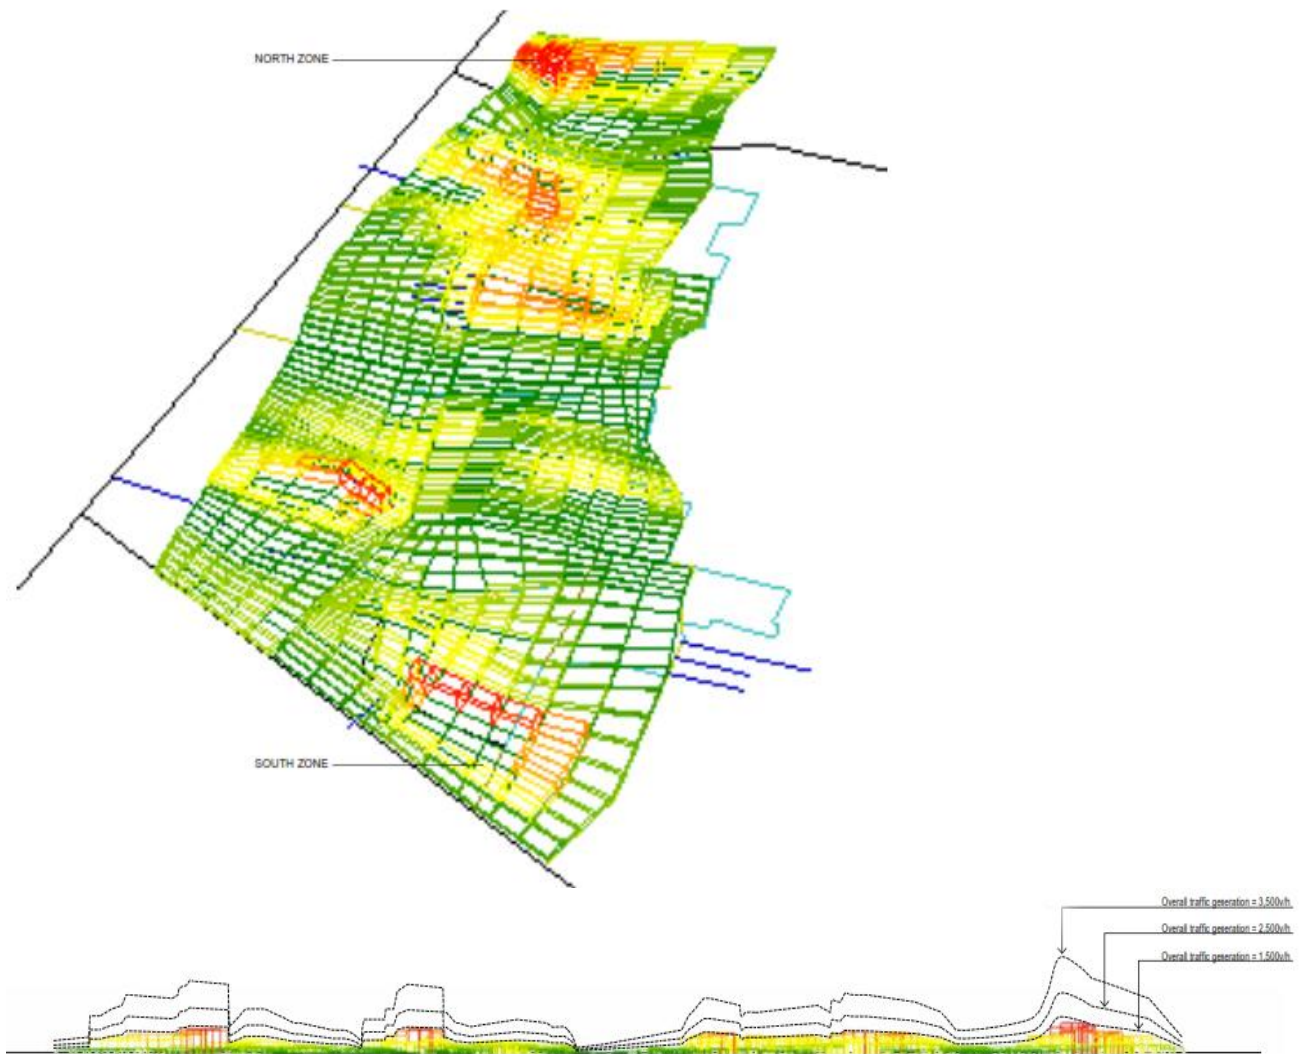 NORTH ZONE
SOUTH ZONE
Overall traffic generation = 3,500v/h
Overall traffic generation = 2,500v/h
Overall traffic generation = 1,500v/h